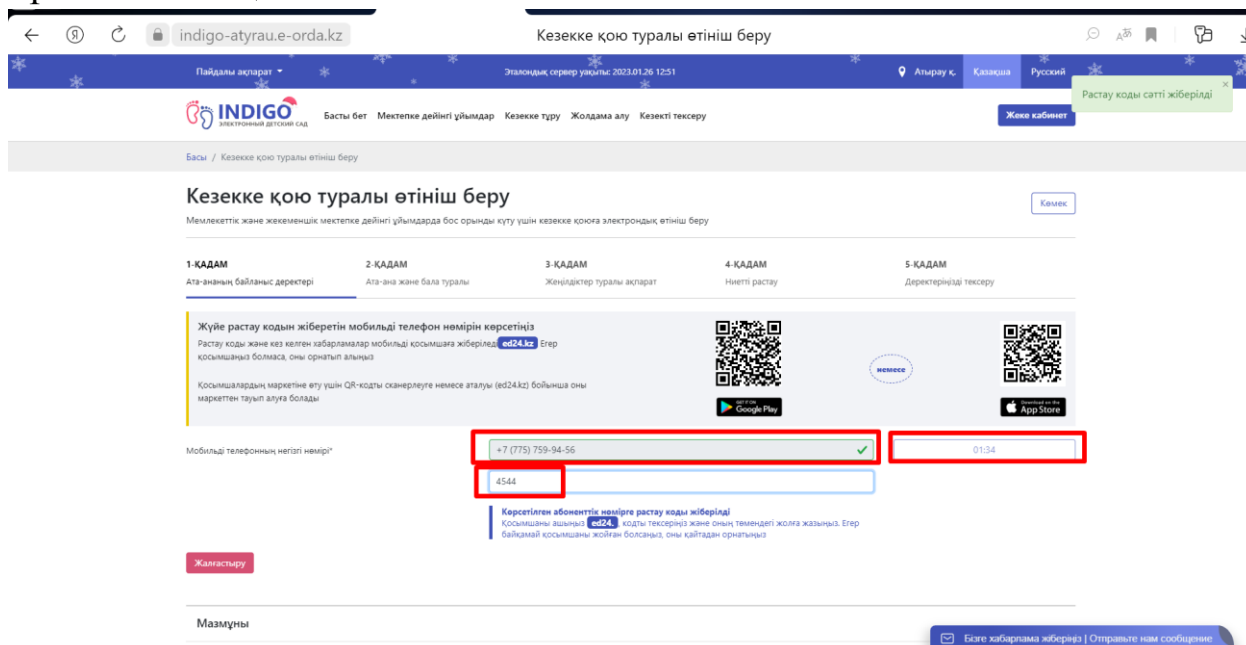 indigo-atyrau.e-orda.kz
Кезекке қою туралы өтініш беру
Пайдалы ақпарат
Эталондық сервер уақыты: 2023.01.26 12:51
Атырау қ.
Қазақша
Русский
Растау коды сәтті жіберілді ×
INDIGO
ЭЛЕКТРОННЫЙ ДЕТСКИЙ САД
Басты бет Мектепке дейінгі ұйымдар Кезекке тұру Жолдама алу Кезекті тексеру
Жеке кабинет
Басы / Кезекке қою туралы өтініш беру
Кезекке қою туралы өтініш беру
Көмек
Мемлекеттік және жекеменшік мектепке дейінгі ұйымдарда бос орынды күту үшін кезекке қоюға электрондық өтініш беру
1-ҚАДАМ
Ата-ананың байланыс деректері
2-ҚАДАМ
Ата-ана және бала туралы
3-ҚАДАМ
Жеңілдіктер туралы ақпарат
4-ҚАДАМ
Ниетті растау
5-ҚАДАМ
Деректеріңізді тексеру
Жүйе растау кодын жіберетін мобильді телефон нөмірін көрсетіңіз
Растау коды және кез келген хабарламалар мобильді қосымшаға жіберіледі ed24.kz Егер
қосымшаңыз болмаса, оны орнатып алыңыз
Қосымшалардың маркетіне өту үшін QR-кодты сканерлеуге немесе аталуы (ed24.kz) бойынша оны
маркеттен тауып алуға болады
GET IT ON
Google Play
немесе
Download on the
App Store
Мобильді телефонның негізгі нөмірі*
+7 (775) 759-94-56
01:34
4544
Көрсетілген абоненттік нөмірге растау коды жіберілді
Қосымшаны ашыңыз ed24. кодты тексеріңіз және оның төмендегі жолға жазыңыз. Егер
байқамай қосымшаны жойған болсаңыз, оны қайтадан орнатыңыз
Жалғастыру
Мазмұны
Бізге хабарлама жіберіңіз | Отправьте нам сообщение